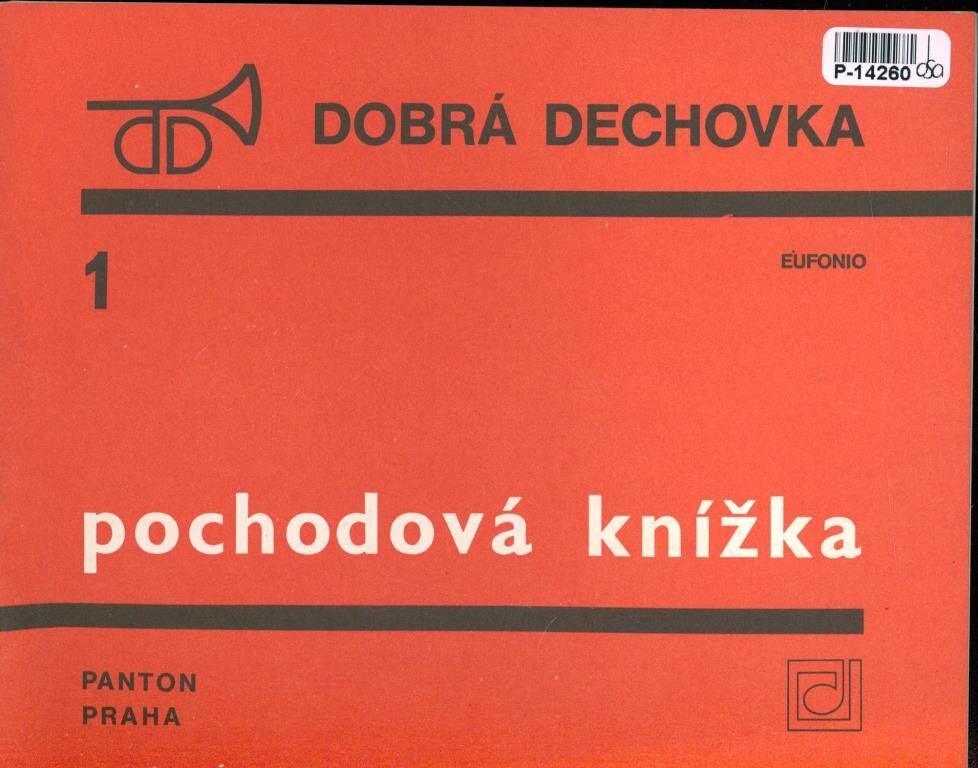 P-14260
DOBRÁ DECHOVKA
1
EUFONIO
pochodová knížka
PANTON
PRAHA